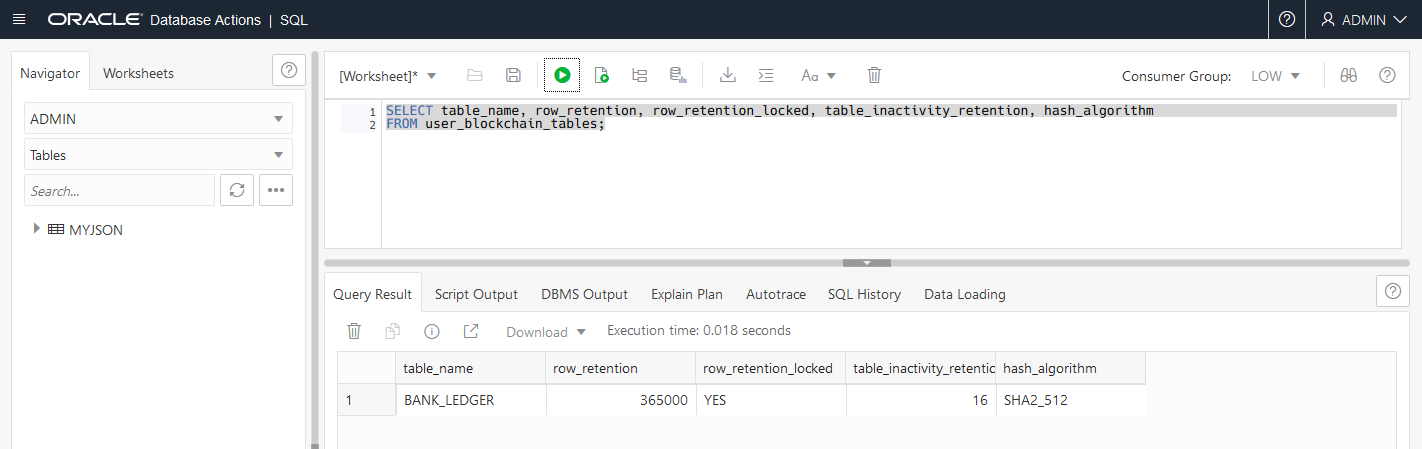 ORACLE Database Actions | SQL
ADMIN
Navigator
Worksheets
[Worksheet]*
Aa
Consumer Group:
LOW
ADMIN
Tables
Search...
MYJSON
1 SELECT table_name, row_retention, row_retention_locked, table_inactivity_retention, hash_algorithm
2 FROM user_blockchain_tables;
Query Result
Script Output
DBMS Output
Explain Plan
Autotrace
SQL History
Data Loading
Download
Execution time: 0.018 seconds
table_name row_retention row_retention_locked table_inactivity_retentic hash_algorithm
1 BANK_LEDGER 365000 YES 16 SHA2_512